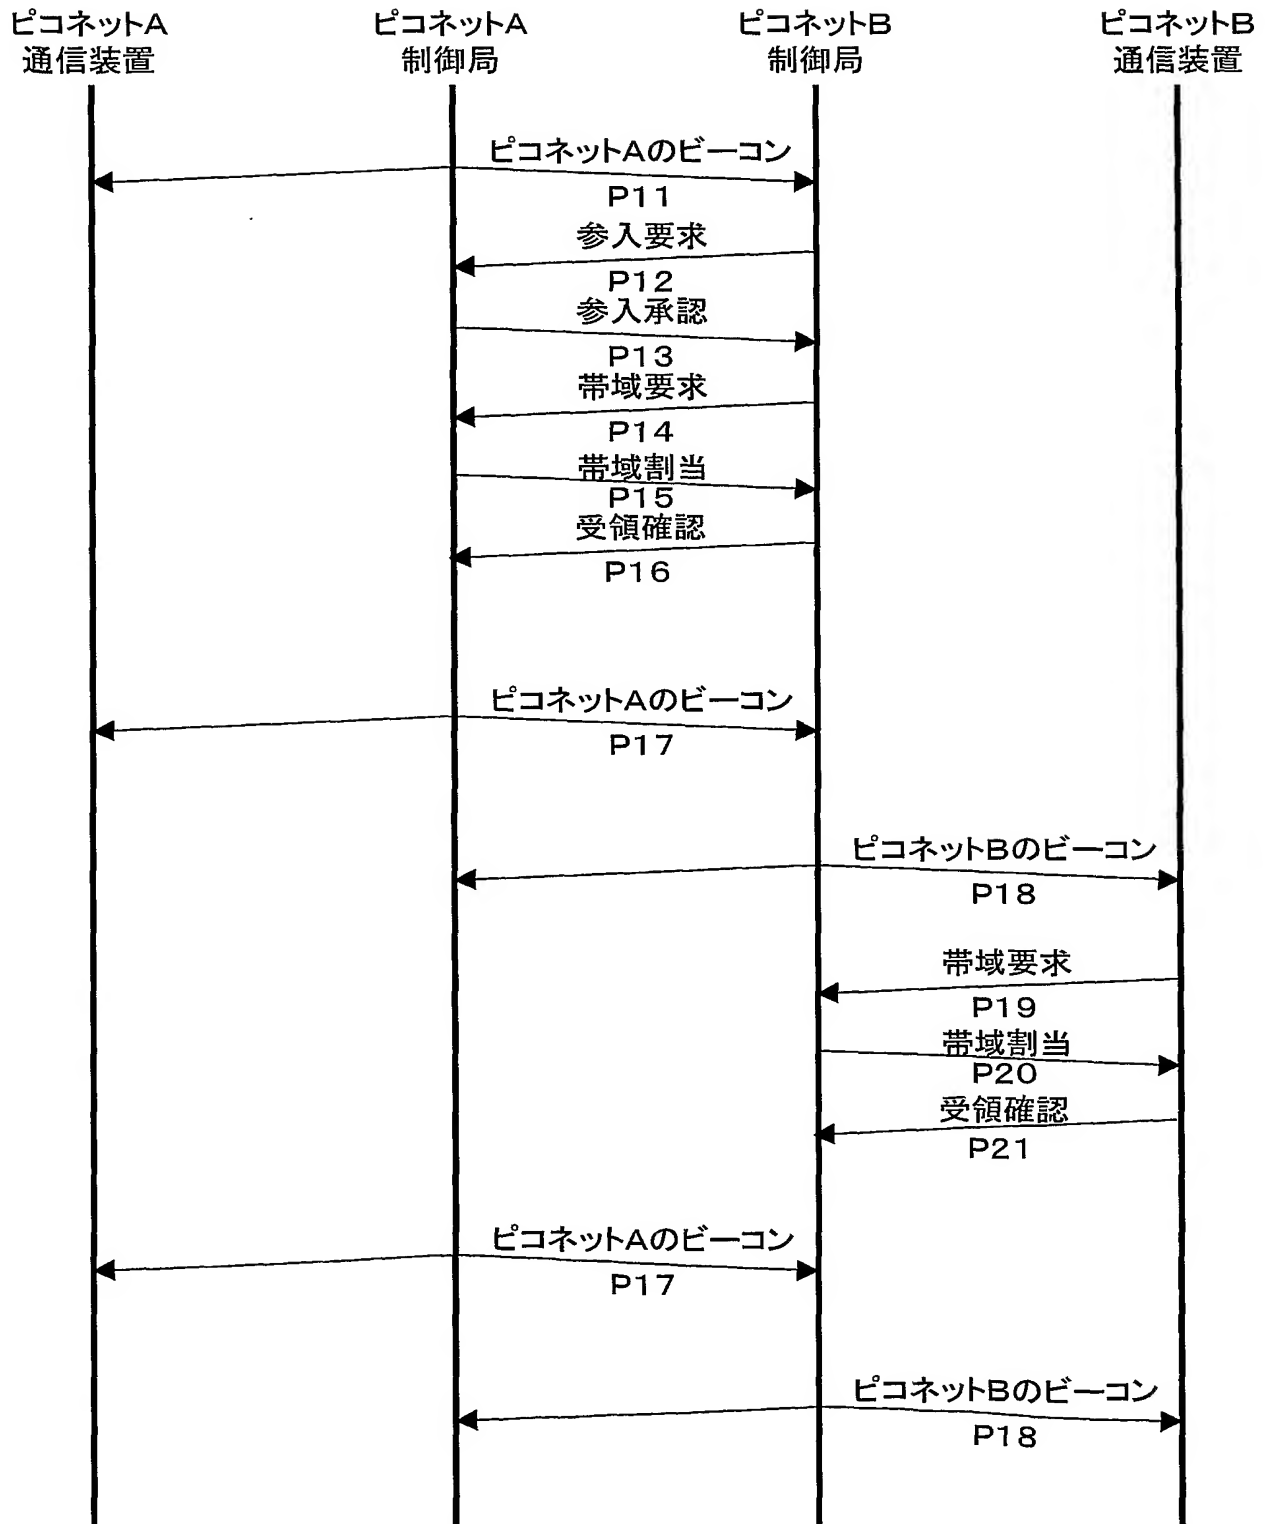 ピコネットA
通信装置
ピコネットA
制御局
ピコネットB
制御局
ピコネットB
通信装置
ピコネットAのビーコン
P11
参入要求
P12
参入承認
P13
帯域要求
P14
帯域割当
P15
受領確認
P16
ピコネットAのビーコン
P17
ピコネットBのビーコン
P18
帯域要求
P19
帯域割当
P20
受領確認
P21
ピコネットAのビーコン
P17
ピコネットBのビーコン
P18